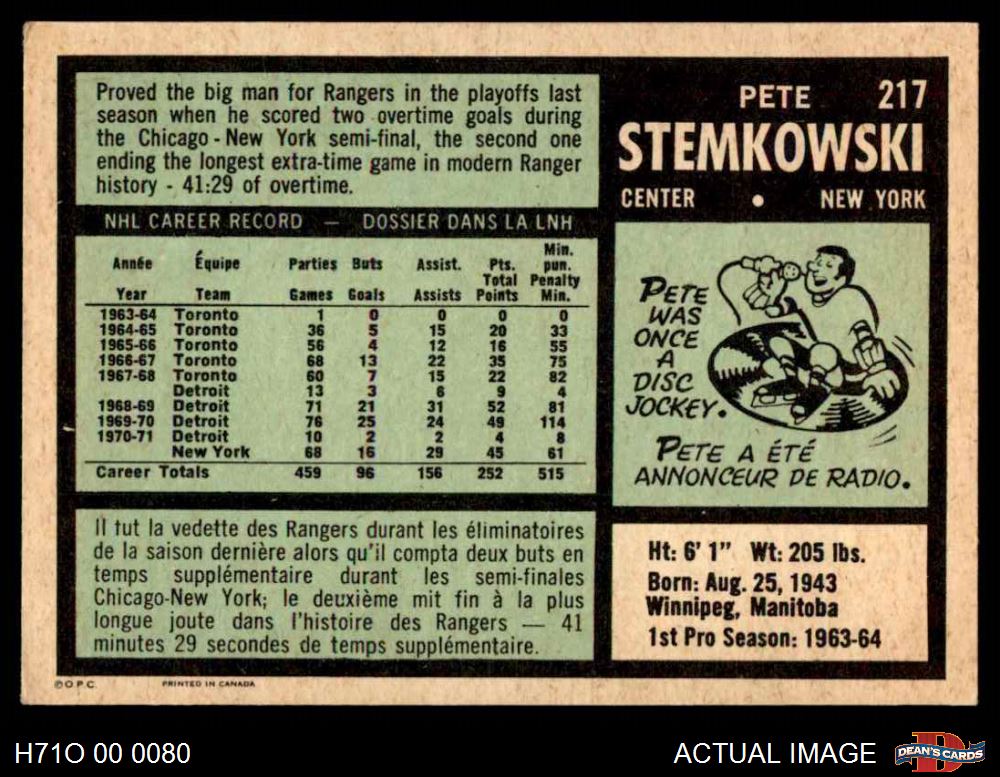 Proved the big man for Rangers in the playoffs last
season when he scored two overtime goals during
the Chicago - New York semi-final, the second one
ending the longest extra-time game in modern Ranger
history - 41:29 of overtime.
PETE 217
STEMKOWSKI
CENTER • NEW YORK
NHL CAREER RECORD — DOSSIER DANS LA LNH
Année Équipe Parties Buts Assist. Pts. Total Min. pun. Penalty
Year Team Games Goals Assists Points Min.
1963-64 Toronto 1 0 0 0 0
1964-65 Toronto 36 5 15 20 33
1965-66 Toronto 56 4 12 16 55
1966-67 Toronto 68 13 22 35 75
1967-68 Toronto 60 7 15 22 82
Detroit 13 3 6 9 4
1968-69 Detroit 71 21 31 52 81
1969-70 Detroit 76 25 24 49 114
1970-71 Detroit 10 2 2 4 8
New York 68 16 29 45 61
Career Totals 459 96 156 252 515
PETE
WAS
ONCE
A
DISC
JOCKEY.
PETE A ÉTÉ
ANNONCEUR DE RADIO.
Il tut la vedette des Rangers durant les éliminatoires
de la saison dernière alors qu'il compta deux buts en
temps supplémentaire durant les semi-finales
Chicago-New York; le deuxième mit fin à la plus
longue joute dans l'histoire des Rangers — 41
minutes 29 secondes de temps supplémentaire.
Ht: 6' 1" Wt: 205 lbs.
Born: Aug. 25, 1943
Winnipeg, Manitoba
1st Pro Season: 1963-64
©O.P.C. PRINTED IN CANADA
H71O 00 0080
ACTUAL IMAGE
D
DEAN'S CARDS